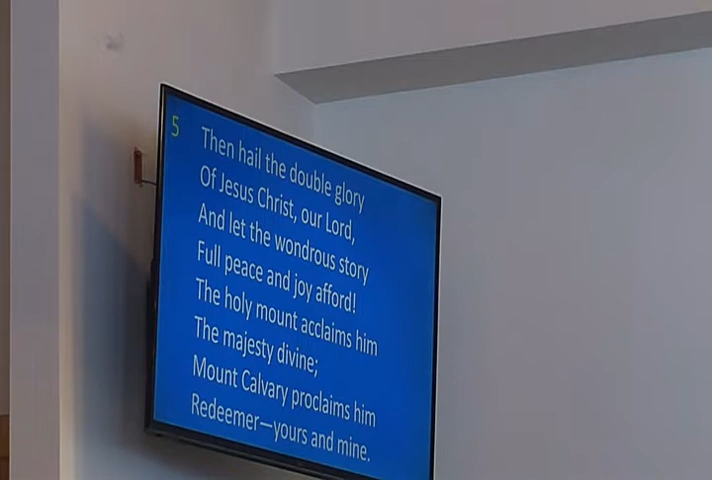 5
Then hail the double glory
Of Jesus Christ, our Lord,
And let the wondrous story
Full peace and joy afford!
The holy mount acclaims him
The majesty divine;
Mount Calvary proclaims him
Redeemer—yours and mine.